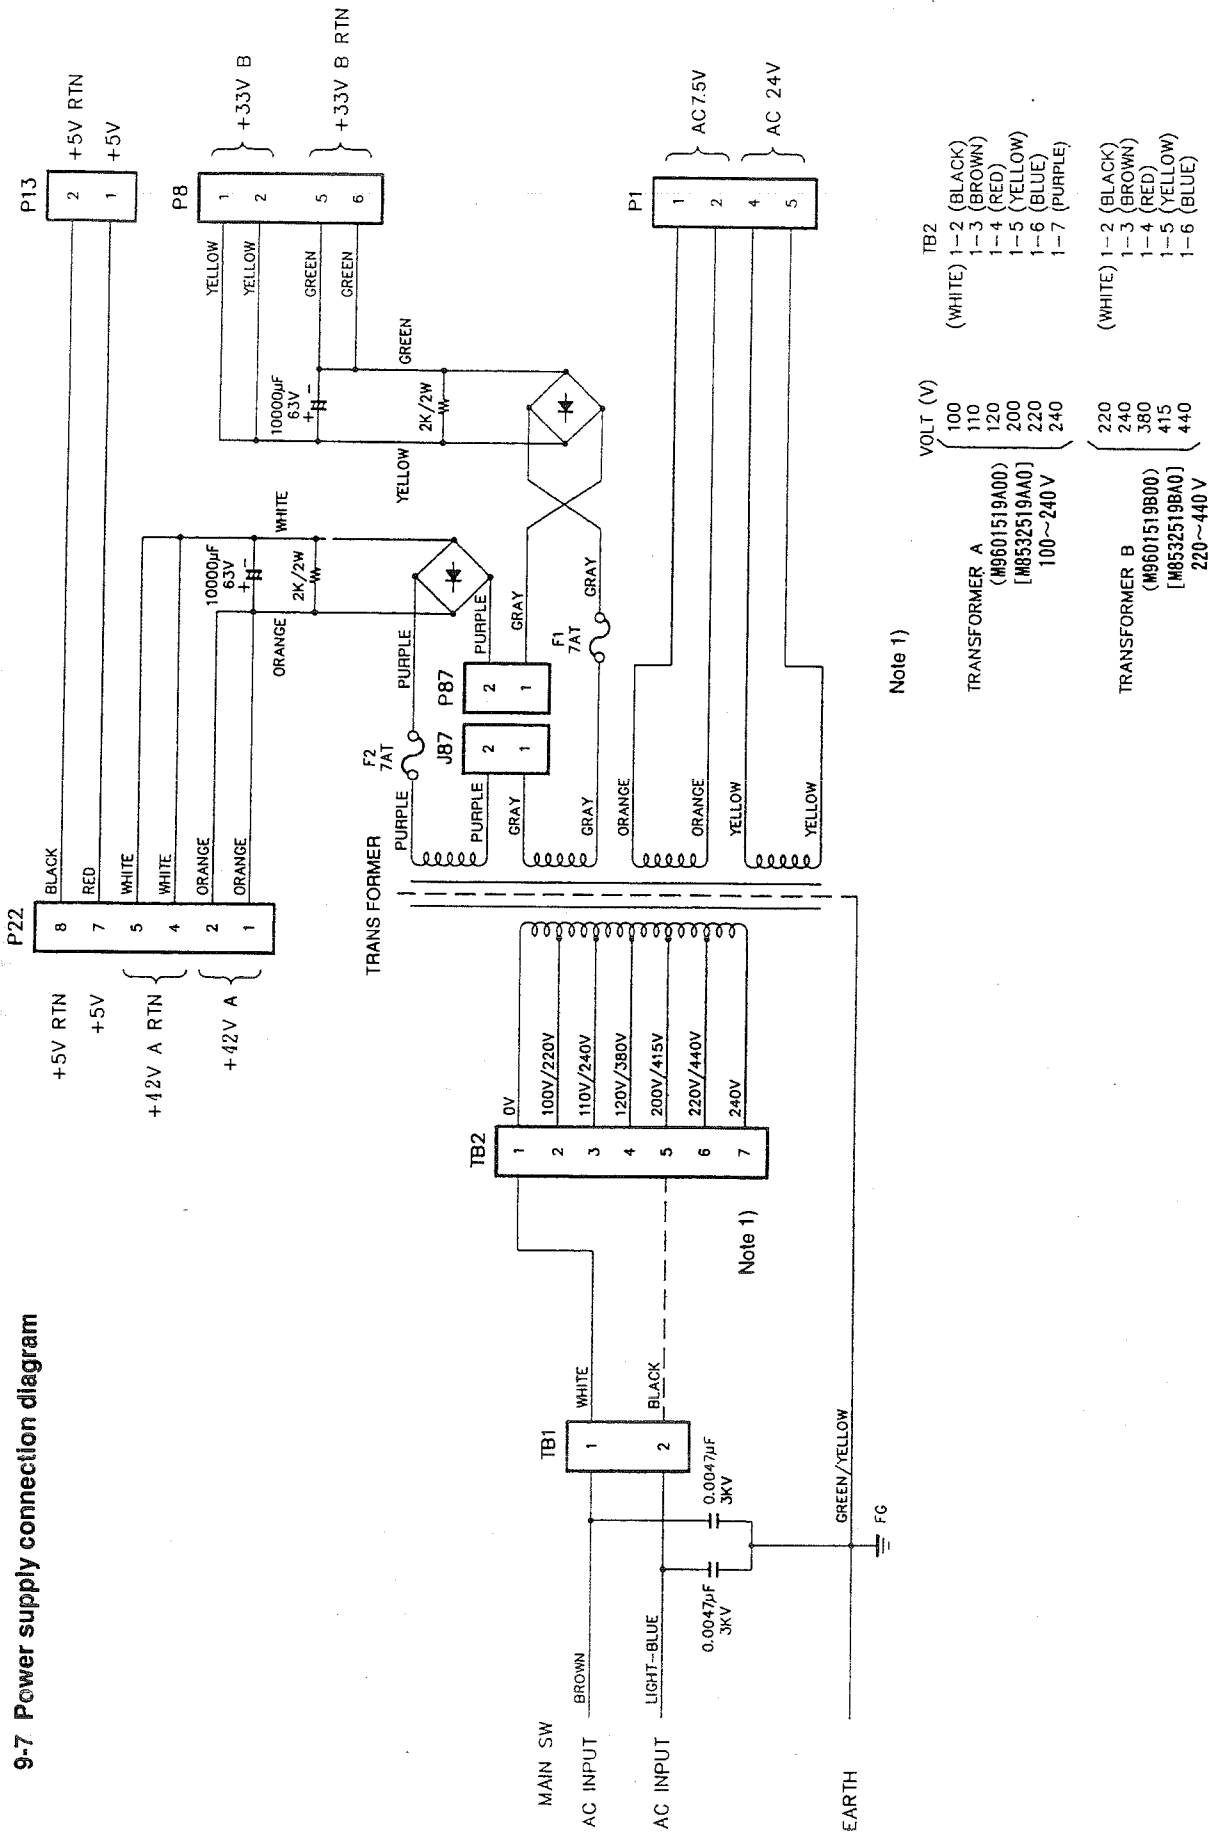 9-7 Power supply connection diagram
MAIN SW
AC INPUT
AC INPUT
EARTH
BROWN
LIGHT-BLUE
0.0047μF
3KV
0.0047μF
3KV
FG
GREEN/YELLOW
TB1
1
2
WHITE
BLACK
TB2
1
2
3
4
5
6
7
Note 1)
0V
100V/220V
110V/240V
120V/380V
200V/415V
220V/440V
240V
TRANS FORMER
PURPLE
PURPLE
GRAY
GRAY
ORANGE
ORANGE
YELLOW
YELLOW
F2
7AT
J87
2
1
P87
2
1
F1
7AT
PURPLE
PURPLE
GRAY
GRAY
+5V RTN
+5V
+42V A RTN
+42V A
P22
8
7
5
4
2
1
BLACK
RED
WHITE
WHITE
ORANGE
ORANGE
ORANGE
WHITE
10000μF
63V
+
-
2K/2W
YELLOW
GREEN
10000μF
63V
+
-
2K/2W
YELLOW
YELLOW
GREEN
GREEN
P13
2
1
+5V RTN
+5V
P8
1
2
5
6
+33V B
+33V B RTN
P1
1
2
4
5
AC 7.5V
AC 24V
Note 1)
VOLT (V)
TB2
TRANSFORMER A
(M9601519A00)
[M8532519AA0]
100~240 V
100
(WHITE) 1-2 (BLACK)
110
1-3 (BROWN)
120
1-4 (RED)
200
1-5 (YELLOW)
220
1-6 (BLUE)
240
1-7 (PURPLE)
TRANSFORMER B
(M9601519B00)
[M8532519BA0]
220~440 V
220
(WHITE) 1-2 (BLACK)
240
1-3 (BROWN)
380
1-4 (RED)
415
1-5 (YELLOW)
440
1-6 (BLUE)